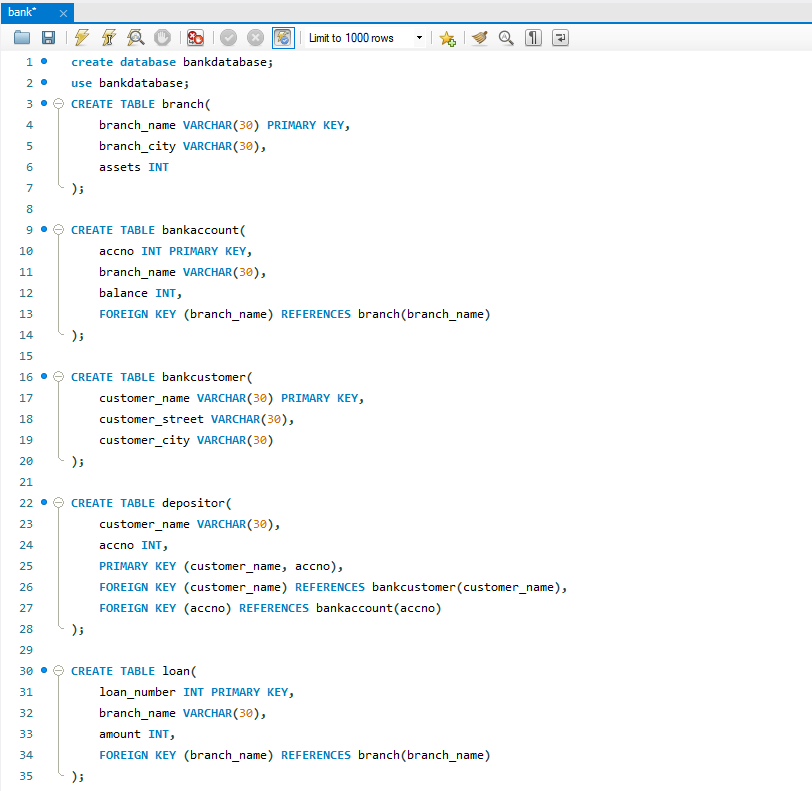 bank*
Limit to 1000 rows
1 create database bankdatabase;
2 use bankdatabase;
3 CREATE TABLE branch(
4 branch_name VARCHAR(30) PRIMARY KEY,
5 branch_city VARCHAR(30),
6 assets INT
7 );
8
9 CREATE TABLE bankaccount(
10 accno INT PRIMARY KEY,
11 branch_name VARCHAR(30),
12 balance INT,
13 FOREIGN KEY (branch_name) REFERENCES branch(branch_name)
14 );
15
16 CREATE TABLE bankcustomer(
17 customer_name VARCHAR(30) PRIMARY KEY,
18 customer_street VARCHAR(30),
19 customer_city VARCHAR(30)
20 );
21
22 CREATE TABLE depositor(
23 customer_name VARCHAR(30),
24 accno INT,
25 PRIMARY KEY (customer_name, accno),
26 FOREIGN KEY (customer_name) REFERENCES bankcustomer(customer_name),
27 FOREIGN KEY (accno) REFERENCES bankaccount(accno)
28 );
29
30 CREATE TABLE loan(
31 loan_number INT PRIMARY KEY,
32 branch_name VARCHAR(30),
33 amount INT,
34 FOREIGN KEY (branch_name) REFERENCES branch(branch_name)
35 );